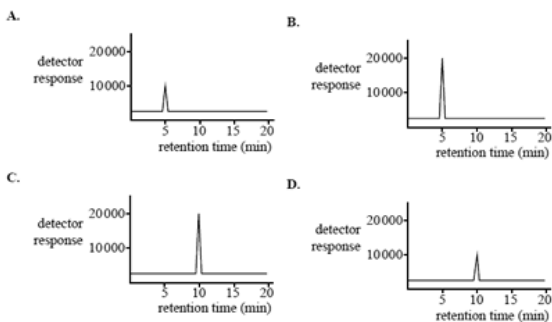 A.
20000
detector
response
10000
5 10 15 20
retention time (min)
B.
20000
detector
response
10000
5 10 15 20
retention time (min)
C.
20000
detector
response
10000
5 10 15 20
retention time (min)
D.
20000
detector
response
10000
5 10 15 20
retention time (min)